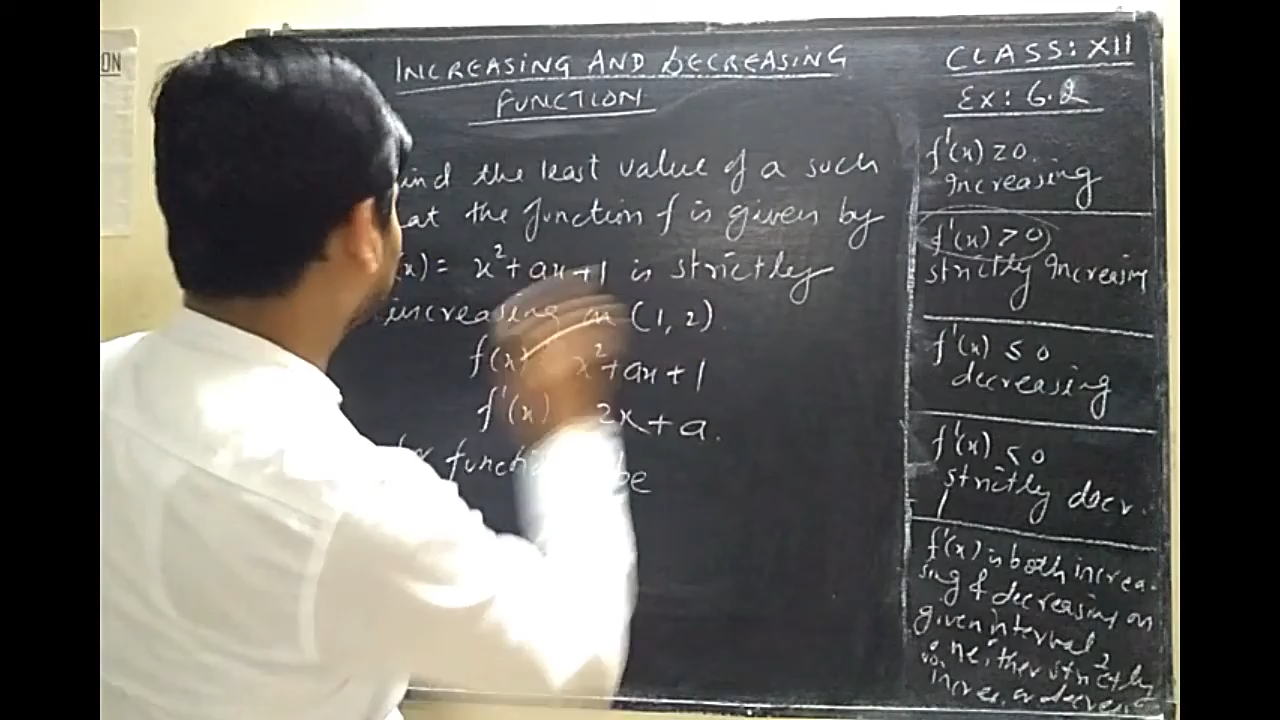 ON
INCREASING AND DECREASING
FUNCTION
ind the least value of a such
at the function f is given by
(x) = x² + ax + 1 is strictly
increasing on (1, 2).
f(x) x² + ax + 1
f'(x) 2x + a.
functi be
CLASS: XII
Ex: 6.2
f'(x) ≥ 0.
Increasing
f'(x) > 0
strictly Increasing
f'(x) ≤ 0
decreasing
f'(x) < 0
strictly decr.
f'(x) is both increa-
sing & decreasing on
given interval
neither strictly
increa. or decreas